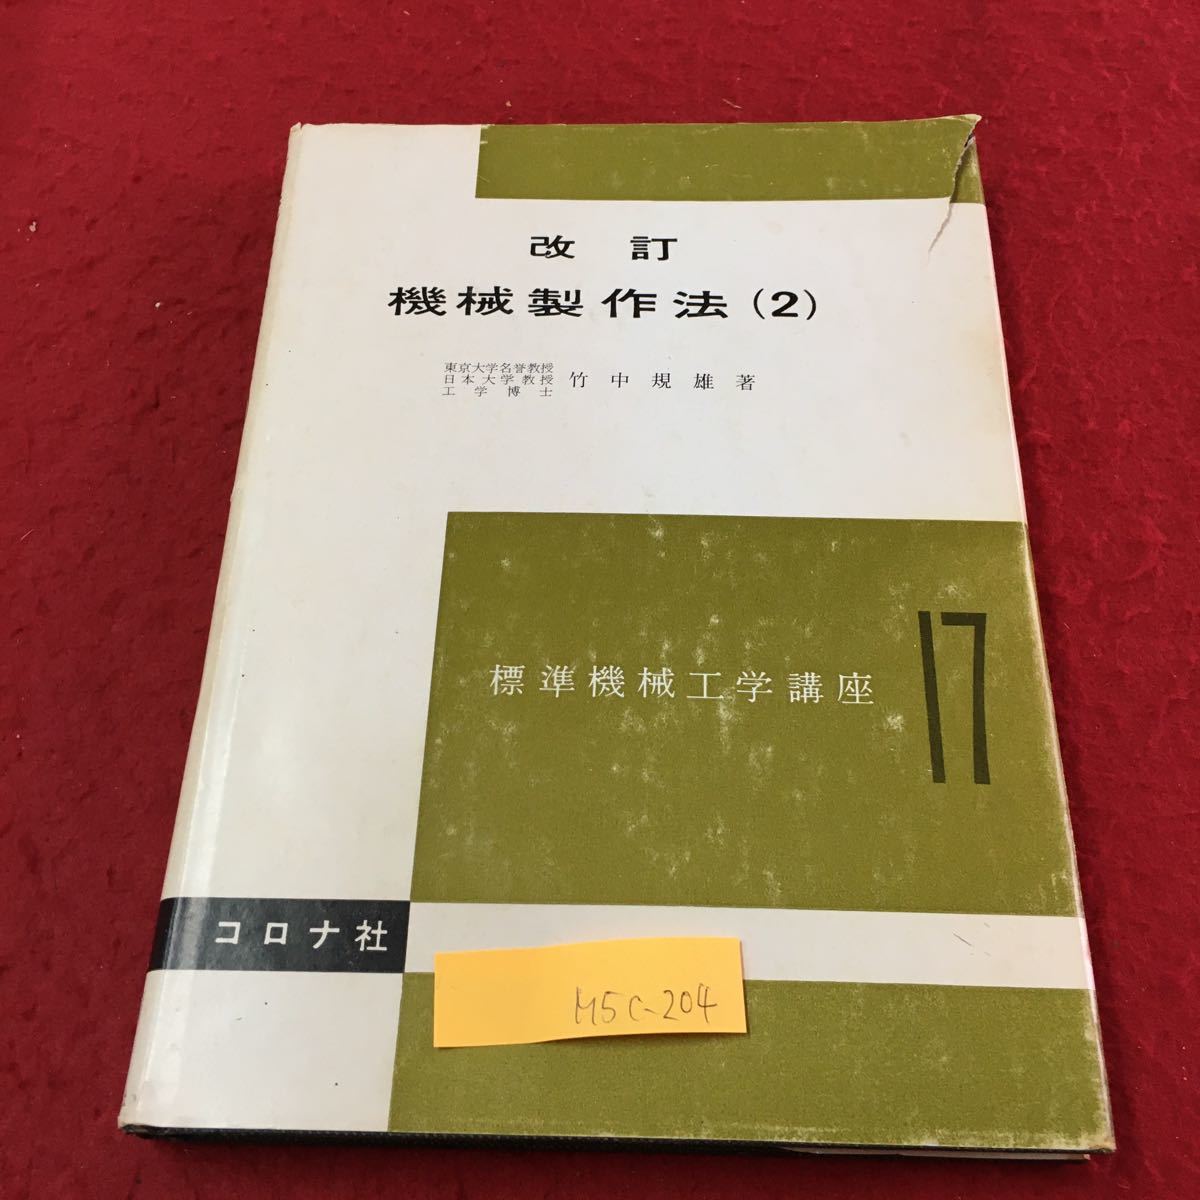 改訂
機械製作法(2)
東京大学名誉教授
日本大学教授
工学博士
竹中規雄著
標準機械工学講座
17
コロナ社
M5C-204